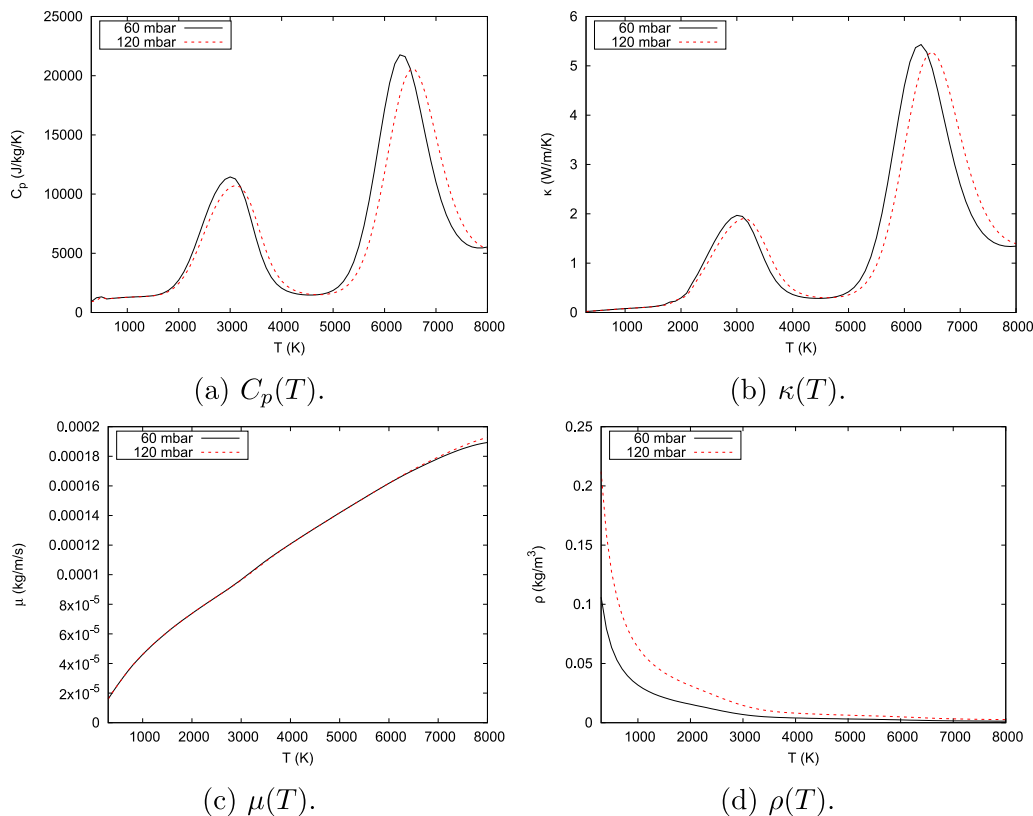 60 mbar
120 mbar
25000
20000
15000
10000
5000
0
C_p (J/kg/K)
1000 2000 3000 4000 5000 6000 7000 8000
T (K)
(a) C_p(T).
60 mbar
120 mbar
6
5
4
3
2
1
0
κ (W/m/K)
1000 2000 3000 4000 5000 6000 7000 8000
T (K)
(b) κ(T).
60 mbar
120 mbar
0.0002
0.00018
0.00016
0.00014
0.00012
0.0001
8x10⁻⁵
6x10⁻⁵
4x10⁻⁵
2x10⁻⁵
0
μ (kg/m/s)
1000 2000 3000 4000 5000 6000 7000 8000
T (K)
(c) μ(T).
60 mbar
120 mbar
0.25
0.2
0.15
0.1
0.05
0
ρ (kg/m³)
1000 2000 3000 4000 5000 6000 7000 8000
T (K)
(d) ρ(T).